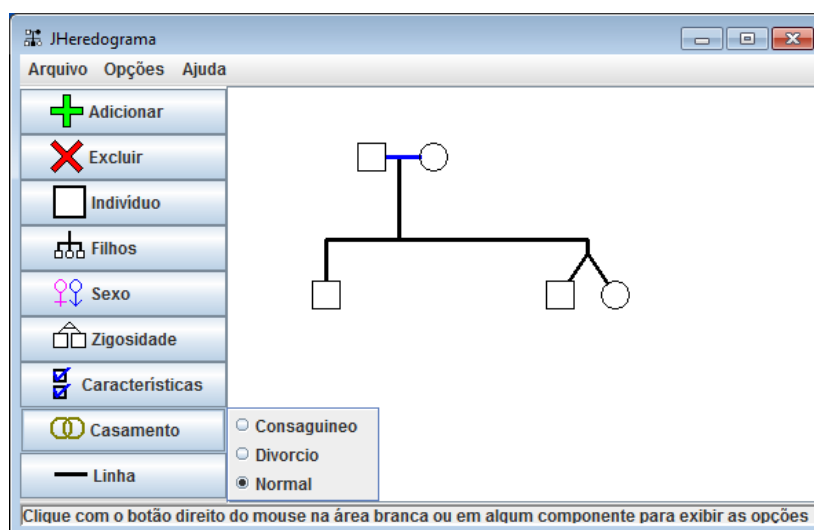 JHeredograma
Arquivo Opções Ajuda
Adicionar
Excluir
Indivíduo
Filhos
Sexo
Zigosidade
Características
Casamento
Linha
Consaguineo
Divorcio
Normal
Clique com o botão direito do mouse na área branca ou em algum componente para exibir as opções